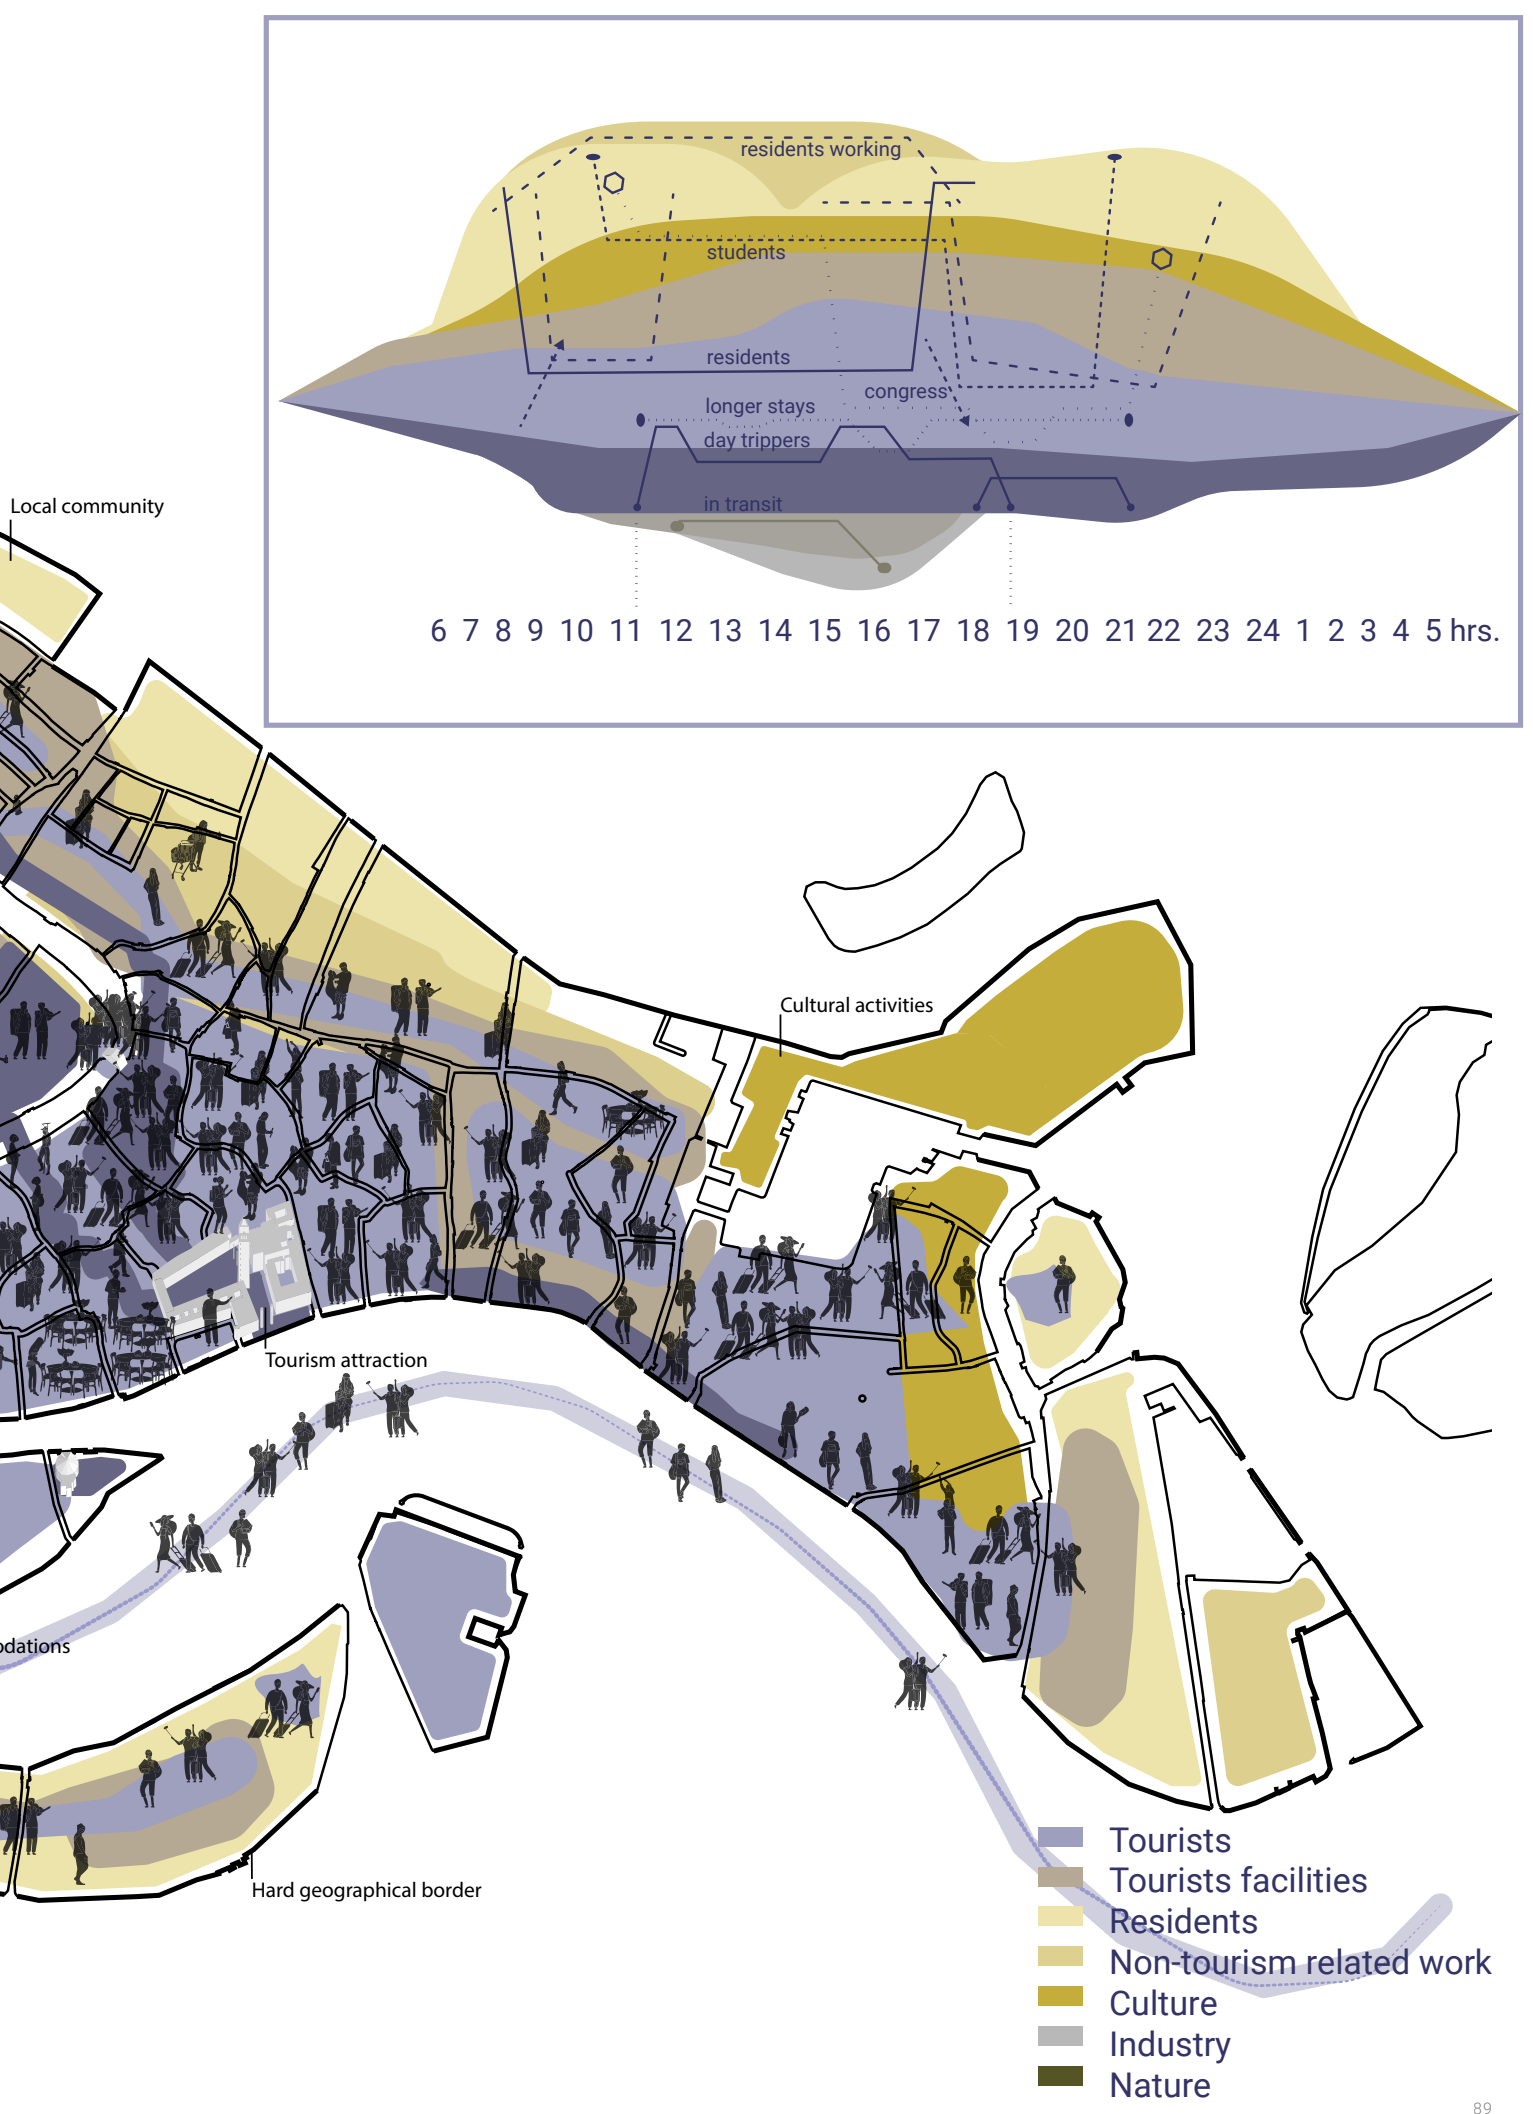 residents working
students
residents
congress
longer stays
day trippers
in transit
6 7 8 9 10 11 12 13 14 15 16 17 18 19 20 21 22 23 24 1 2 3 4 5 hrs.
Local community
Cultural activities
Tourism attraction
odations
Hard geographical border
Tourists
Tourists facilities
Residents
Non-tourism related work
Culture
Industry
Nature
89